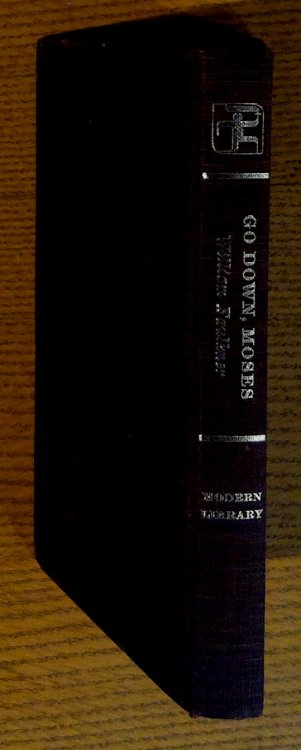 GO DOWN, MOSES
William Faulkner
MODERN
LIBRARY